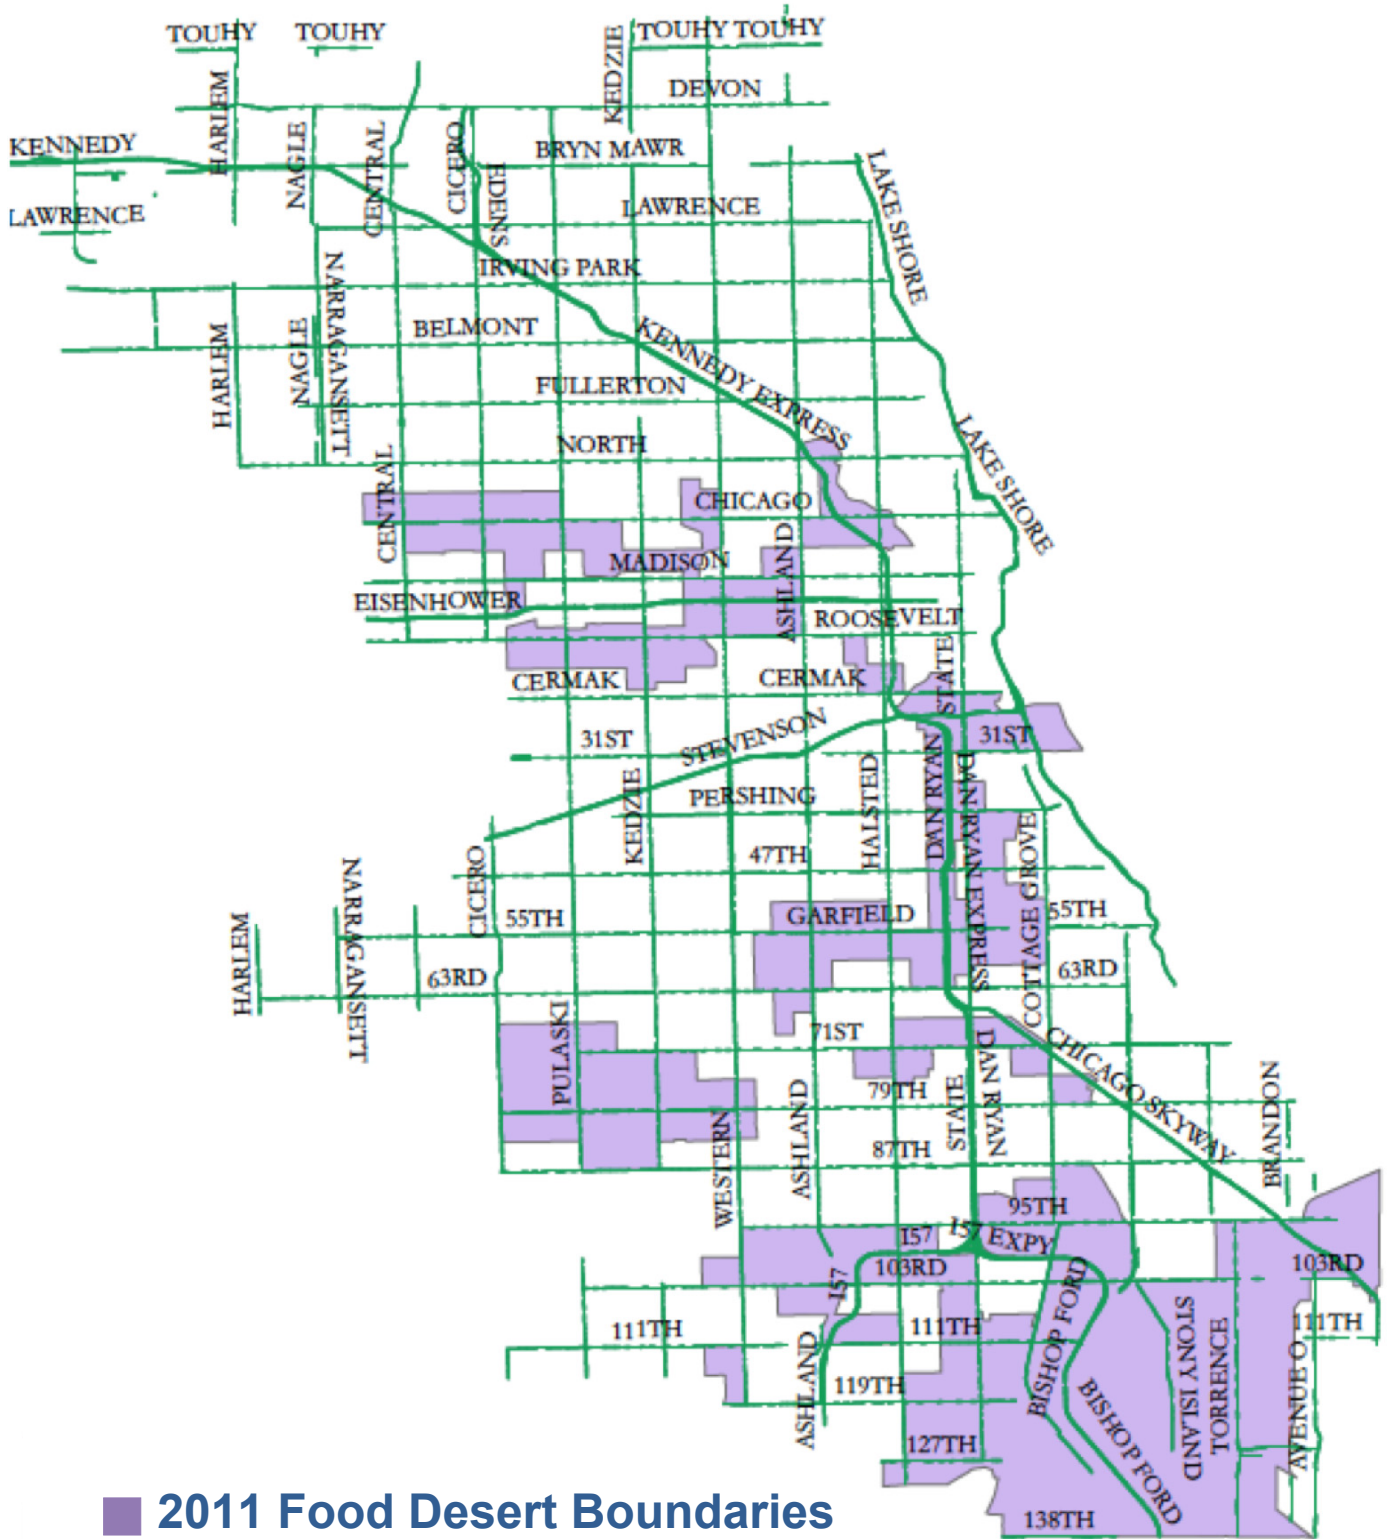 TOUHY
TOUHY
TOUHY TOUHY
KEDZIE
DEVON
HARLEM
KENNEDY
NAGLE
CENTRAL
CICERO
BRYN MAWR
EDENS
LAKE SHORE
LAWRENCE
LAWRENCE
IRVING PARK
NARRAGANSETT
HARLEM
NAGLE
BELMONT
KENNEDY EXPRESS
FULLERTON
NORTH
LAKE SHORE
CENTRAL
CHICAGO
MADISON
ASHLAND
EISENHOWER
ROOSEVELT
CERMAK
CERMAK
STATE
31ST
STEVENSON
31ST
KEDZIE
PERSHING
HALSTED
DAN RYAN
DAN RYAN EXPRESS
47TH
COTTAGE GROVE
CICERO
NARRAGANSETT
HARLEM
55TH
GARFIELD
55TH
63RD
63RD
PULASKI
71ST
DAN RYAN
CHICAGO SKYWAY
79TH
STATE
ASHLAND
BRANDON
WESTERN
87TH
95TH
I57
I57 EXPY
103RD
103RD
I57
BISHOP FORD
111TH
111TH
111TH
STONY ISLAND
TORRENCE
AVENUE O
ASHLAND
119TH
BISHOP FORD
127TH
138TH
2011 Food Desert Boundaries